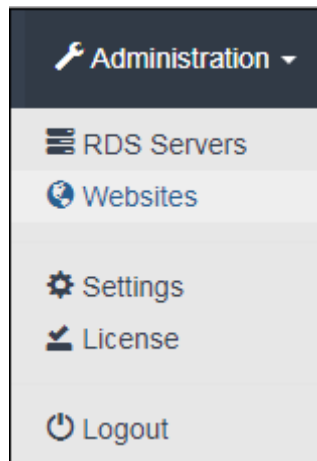 Administration
RDS Servers
Websites
Settings
License
Logout